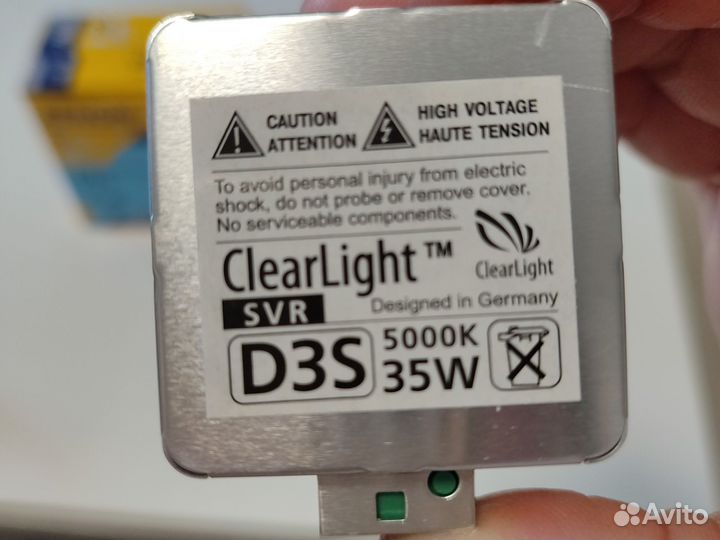 CAUTION
ATTENTION
HIGH VOLTAGE
HAUTE TENSION
To avoid personal injury from electric
shock, do not probe or remove cover.
No serviceable components.
ClearLight™
ClearLight
SVR
Designed in Germany
D3S
5000K
35W
Avito